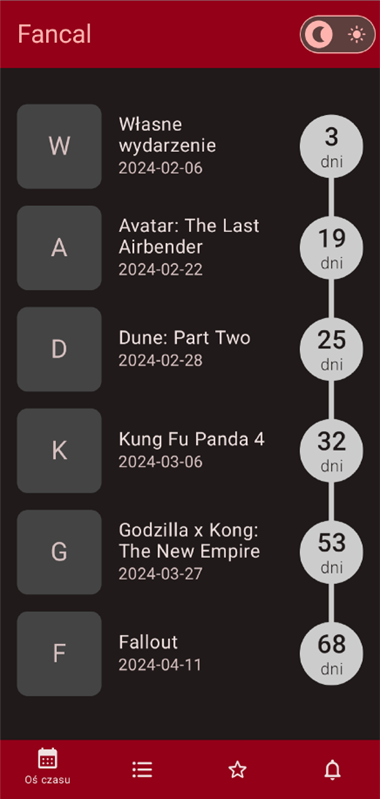 Fancal
W
Własne
wydarzenie
2024-02-06
3
dni
A
Avatar: The Last
Airbender
2024-02-22
19
dni
D
Dune: Part Two
2024-02-28
25
dni
K
Kung Fu Panda 4
2024-03-06
32
dni
G
Godzilla x Kong:
The New Empire
2024-03-27
53
dni
F
Fallout
2024-04-11
68
dni
Oś czasu